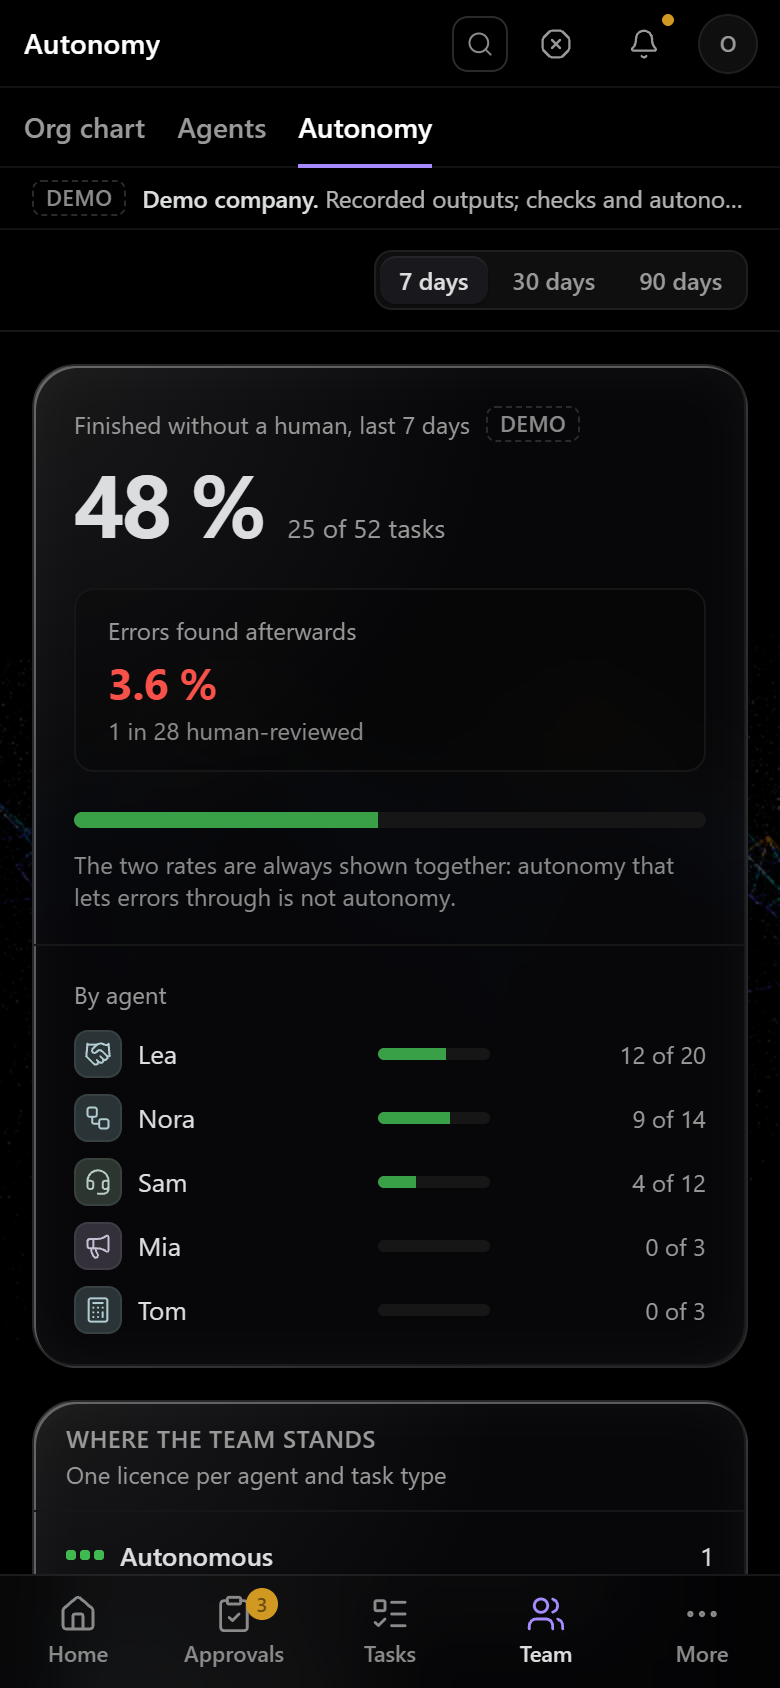 Autonomy
O
Org chart Agents Autonomy
DEMO Demo company. Recorded outputs; checks and autono...
7 days 30 days 90 days
Finished without a human, last 7 days DEMO
48 % 25 of 52 tasks
Errors found afterwards
3.6 %
1 in 28 human-reviewed
The two rates are always shown together: autonomy that
lets errors through is not autonomy.
By agent
Lea 12 of 20
Nora 9 of 14
Sam 4 of 12
Mia 0 of 3
Tom 0 of 3
WHERE THE TEAM STANDS
One licence per agent and task type
Autonomous 1
3
Home Approvals Tasks Team More